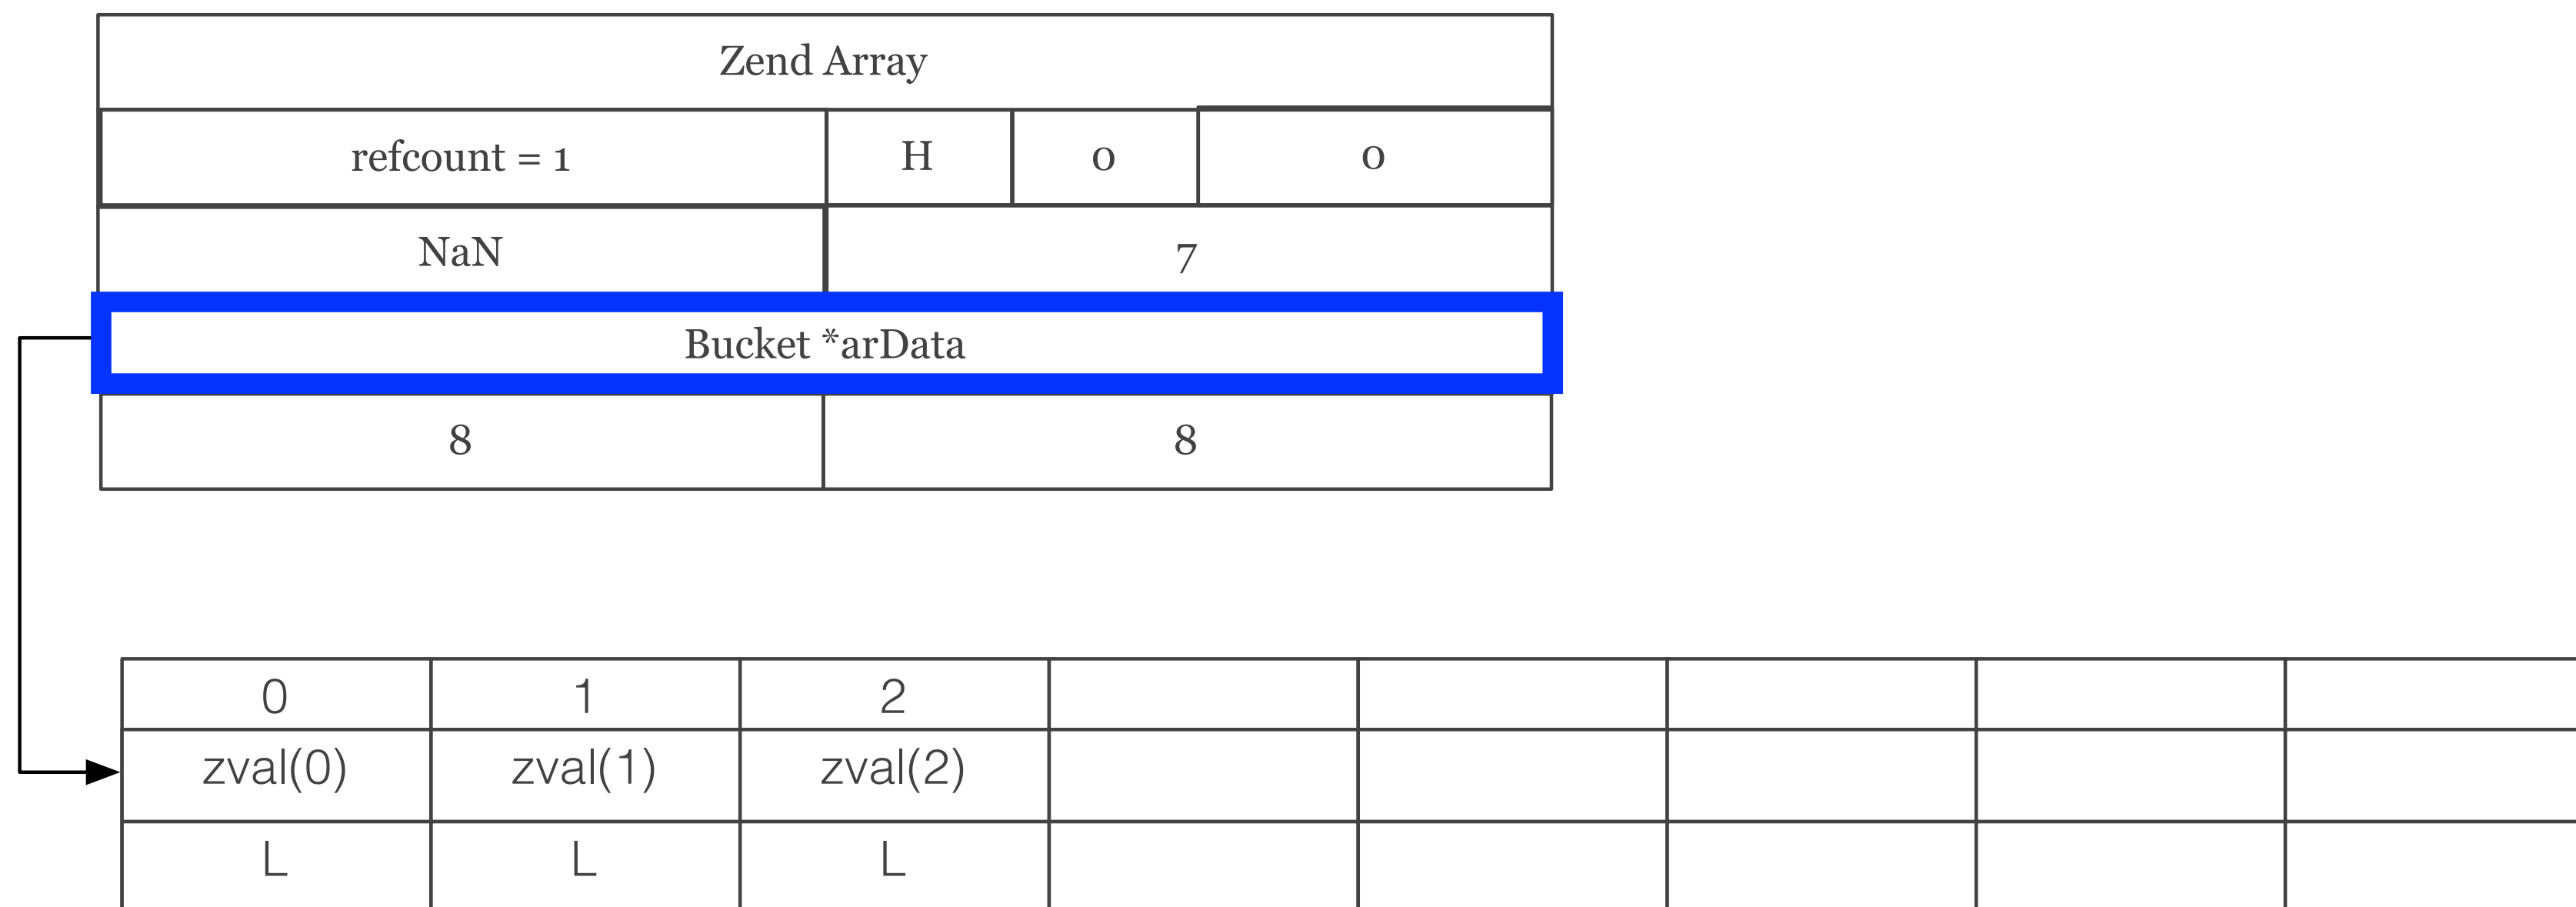 Zend Array
refcount = 1 H 0 0
NaN 7
Bucket *arData
8 8
0 1 2
zval(0) zval(1) zval(2)
L L L